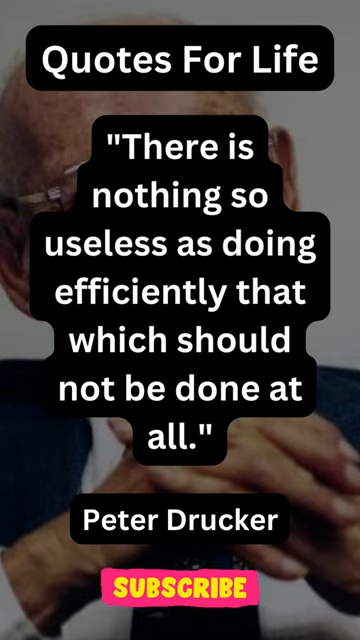 Quotes For Life
"There is
nothing so
useless as doing
efficiently that
which should
not be done at
all."
Peter Drucker
SUBSCRIBE